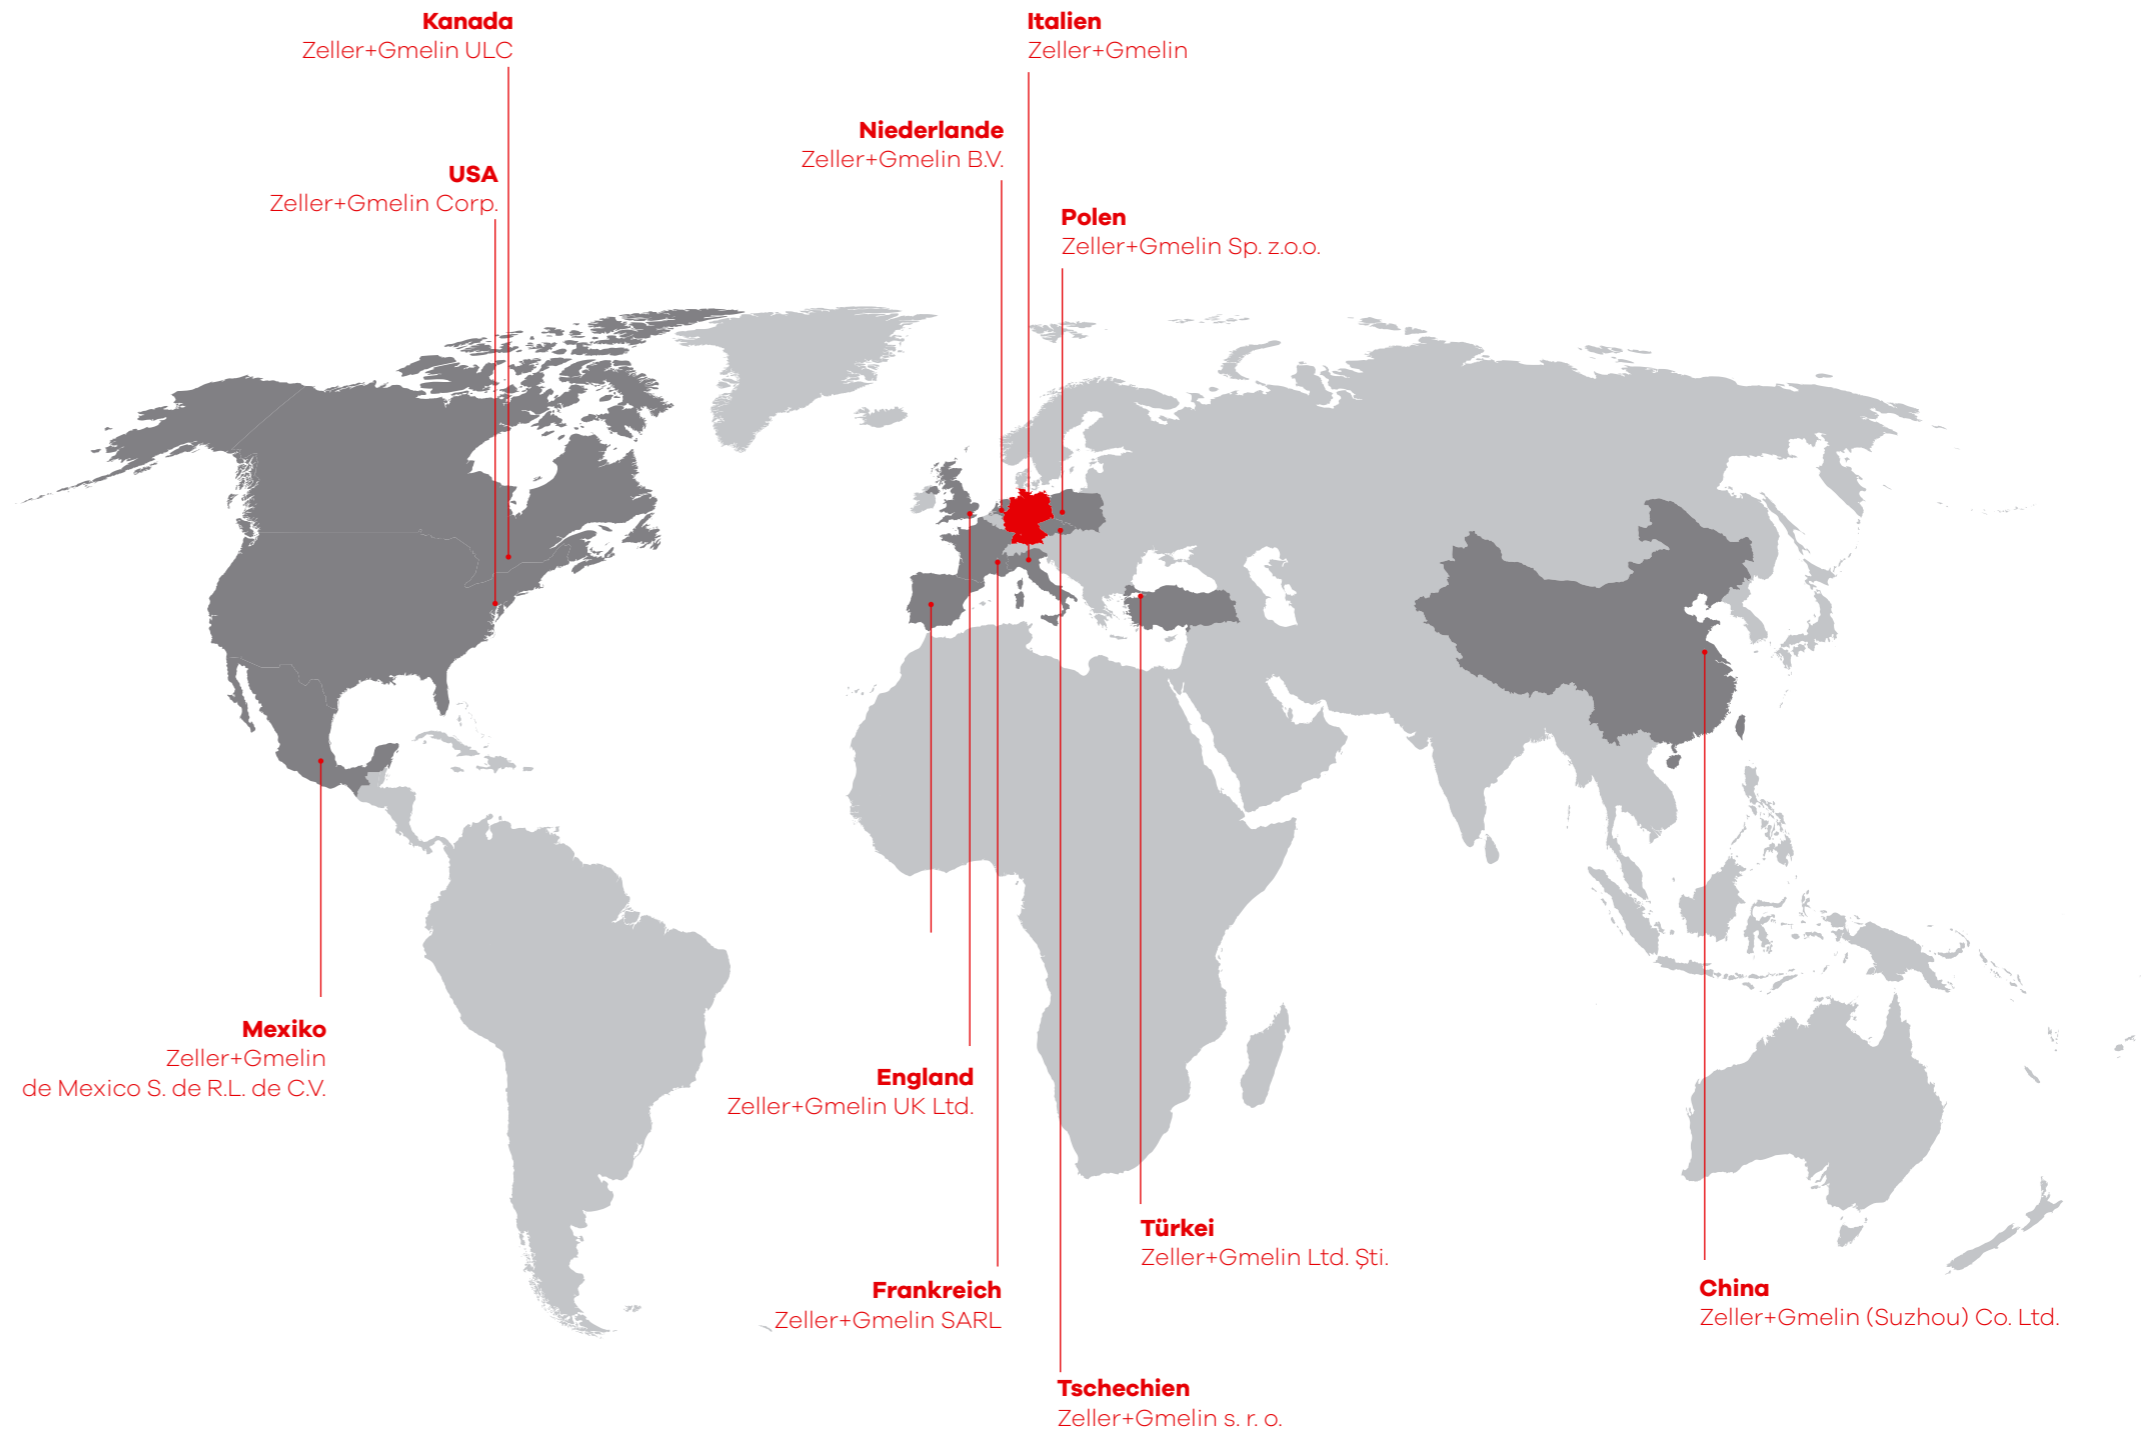 Kanada
Zeller+Gmelin ULC
Italien
Zeller+Gmelin
Niederlande
Zeller+Gmelin B.V.
USA
Zeller+Gmelin Corp.
Polen
Zeller+Gmelin Sp. z.o.o.
Mexiko
Zeller+Gmelin
de Mexico S. de R.L. de C.V.
England
Zeller+Gmelin UK Ltd.
Türkei
Zeller+Gmelin Ltd. Şti.
Frankreich
Zeller+Gmelin SARL
China
Zeller+Gmelin (Suzhou) Co. Ltd.
Tschechien
Zeller+Gmelin s. r. o.